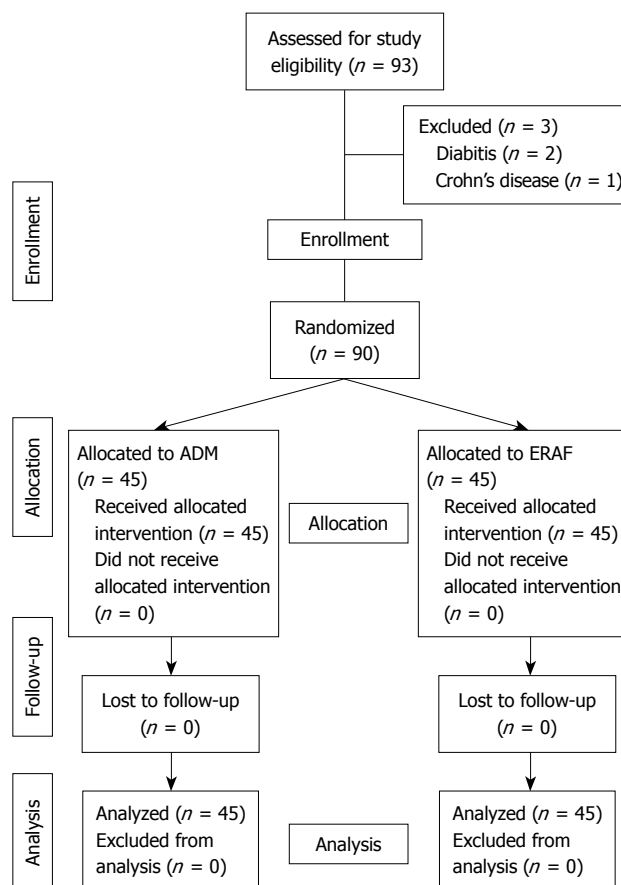 Assessed for study
eligibility (n = 93)
Excluded (n = 3)
Diabitis (n = 2)
Crohn's disease (n = 1)
Enrollment
Enrollment
Randomized
(n = 90)
Allocation
Allocated to ADM
(n = 45)
Received allocated
intervention (n = 45)
Did not receive
allocated intervention
(n = 0)
Allocation
Allocated to ERAF
(n = 45)
Received allocated
intervention (n = 45)
Did not receive
allocated intervention
(n = 0)
Follow-up
Lost to follow-up
(n = 0)
Lost to follow-up
(n = 0)
Analysis
Analyzed (n = 45)
Excluded from
analysis (n = 0)
Analysis
Analyzed (n = 45)
Excluded from
analysis (n = 0)